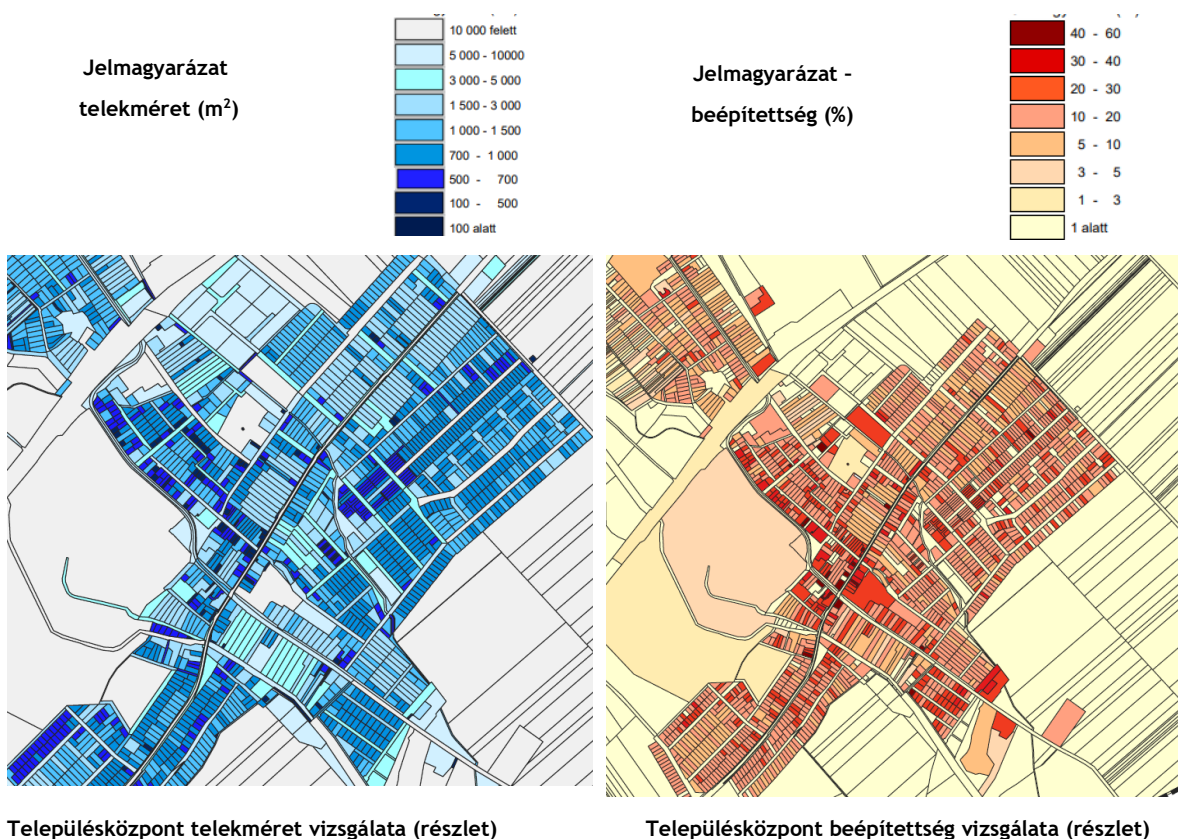 Jelmagyarázat
telekméret (m²)
10 000 felett
5 000 - 10000
3 000 - 5 000
1 500 - 3 000
1 000 - 1 500
700 - 1 000
500 - 700
100 - 500
100 alatt
Jelmagyarázat -
beépítettség (%)
40 - 60
30 - 40
20 - 30
10 - 20
5 - 10
3 - 5
1 - 3
1 alatt
Településközpont telekméret vizsgálata (részlet)
Településközpont beépítettség vizsgálata (részlet)